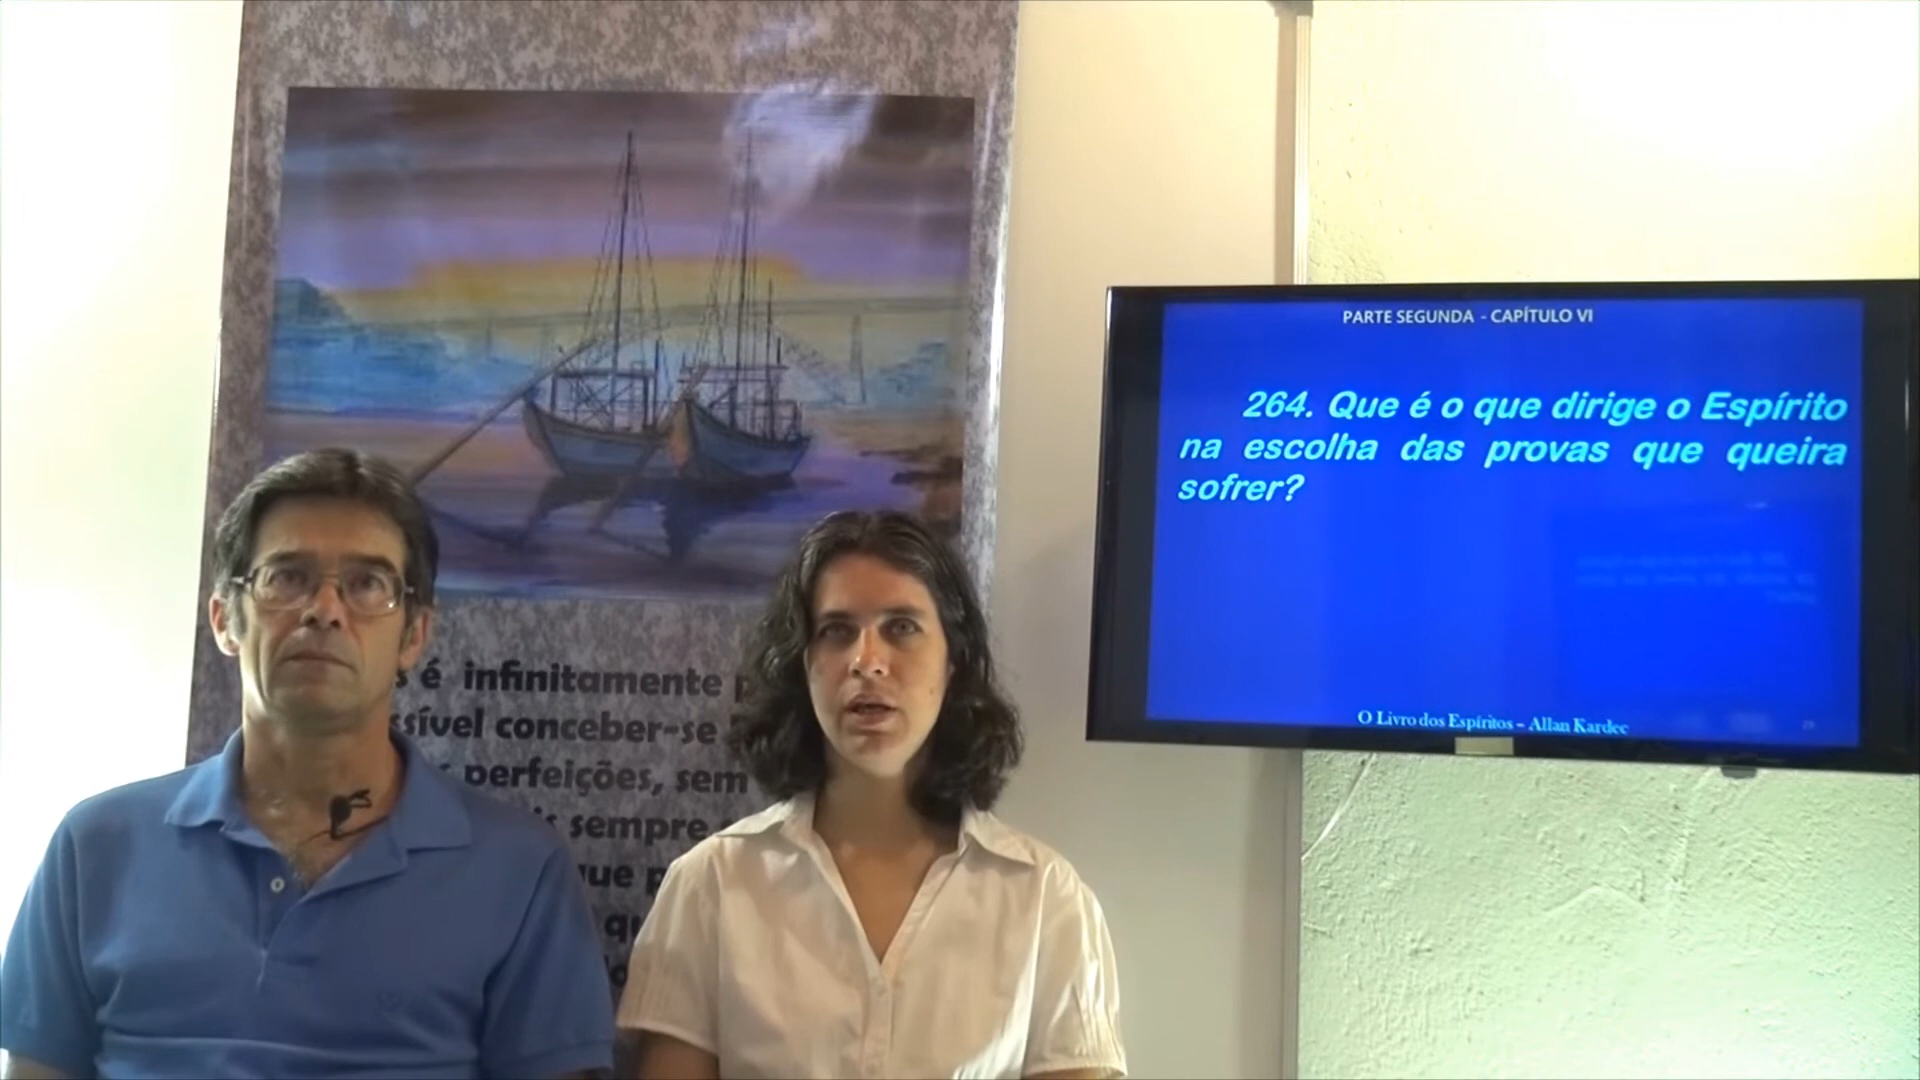 é infinitamente
ssível conceber-se
perfeições, sem
sempre
que
PARTE SEGUNDA - CAPÍTULO VI
264. Que é o que dirige o Espírito
na escolha das provas que queira
sofrer?
O Livro dos Espíritos – Allan Kardec